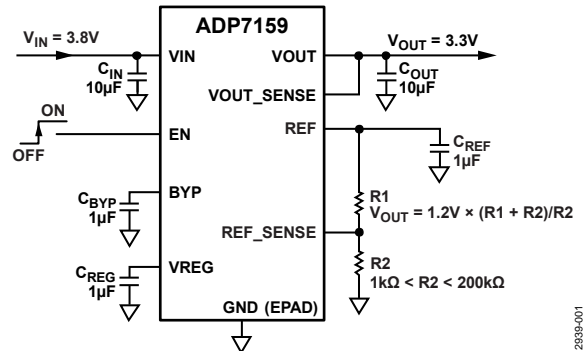 ADP7159
V_IN = 3.8V
VIN
C_IN
10µF
ON
OFF
EN
C_BYP
1µF
BYP
C_REG
1µF
VREG
GND (EPAD)
VOUT
V_OUT = 3.3V
VOUT_SENSE
C_OUT
10µF
REF
C_REF
1µF
R1
V_OUT = 1.2V × (R1 + R2)/R2
REF_SENSE
R2
1kΩ < R2 < 200kΩ
2939-001